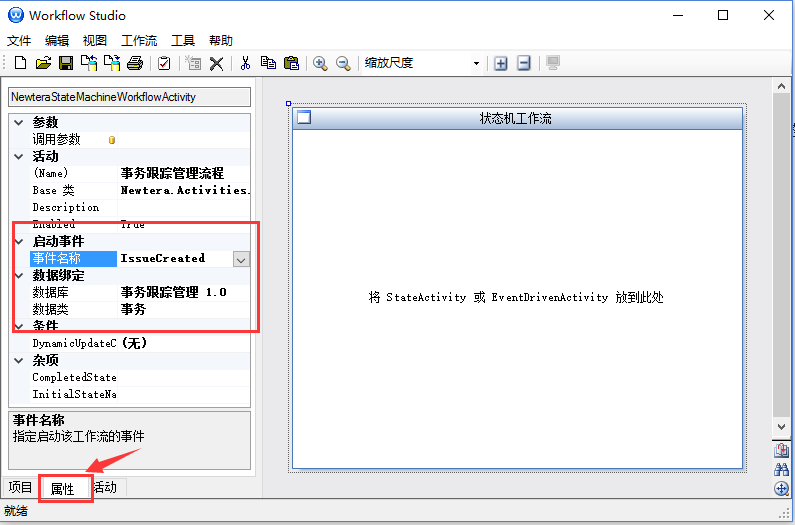 Workflow Studio
文件 编辑 视图 工作流 工具 帮助
缩放尺度
NewteraStateMachineWorkflowActivity
参数
调用参数
活动
(Name) 事务跟踪管理流程
Base 类 Newtera.Activities.
Description
Enabled True
启动事件
事件名称 IssueCreated
数据绑定
数据库 事务跟踪管理 1.0
数据类 事务
条件
DynamicUpdateC (无)
杂项
CompletedState
InitialStateNa
事件名称
指定启动该工作流的事件
项目 属性 活动
就绪
状态机工作流
将 StateActivity 或 EventDrivenActivity 放到此处